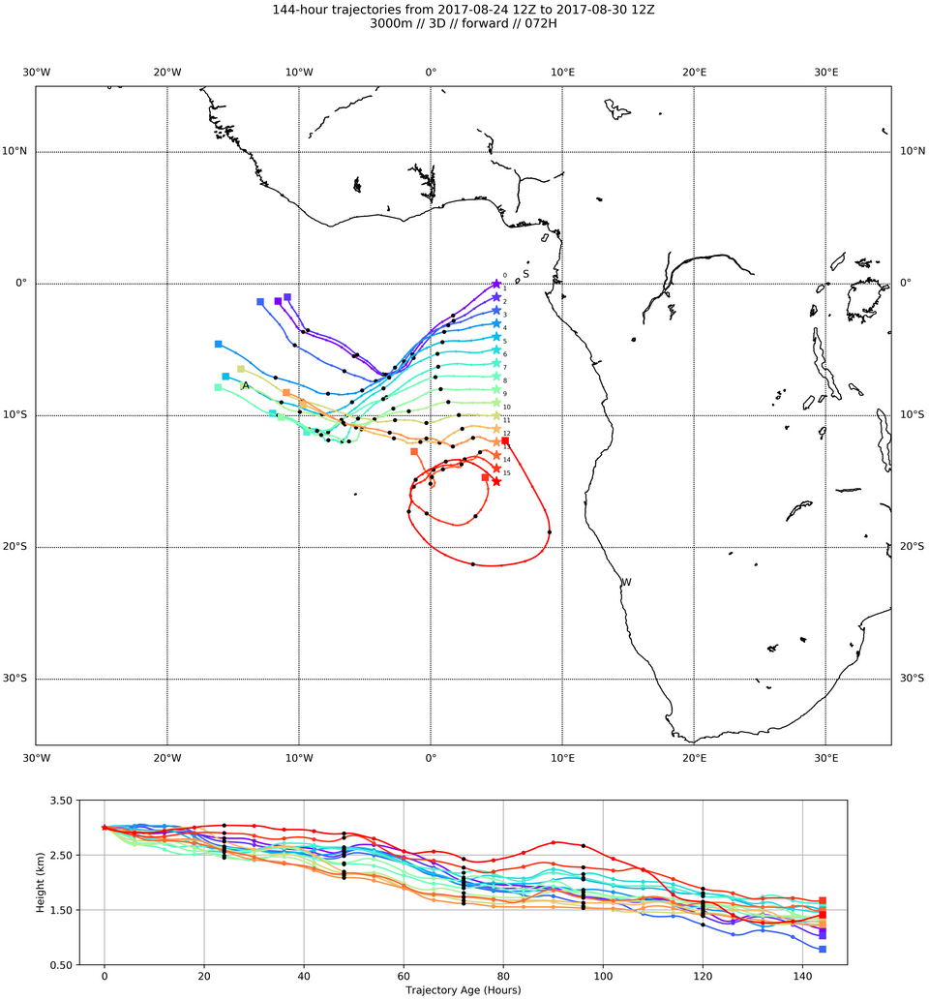 144-hour trajectories from 2017-08-24 12Z to 2017-08-30 12Z
3000m // 3D // forward // 072H
30°W 20°W 10°W 0° 10°E 20°E 30°E
10°N 10°N
S
0
0° 0°
1
2
3
4
5
6
7
A
8
9
10°S 10°S
10
11
12
13
14
15
20°S 20°S
W
30°S 30°S
30°W 20°W 10°W 0° 10°E 20°E 30°E
3.50
2.50
1.50
0.50
Height (km)
0 20 40 60 80 100 120 140
Trajectory Age (Hours)